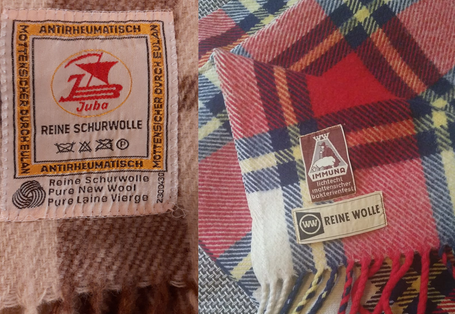 ANTIRHEUMATISCH
MOTTENSICHER DURCH EULAN
MOTTENSICHER DURCH EULAN
Juba
REINE SCHURWOLLE
ANTIRHEUMATISCH
Reine Schurwolle
Pure New Wool
Pure Laine Vierge
IMMUNA
lichtecht
mottensicher
bakterienfest
WW REINE WOLLE